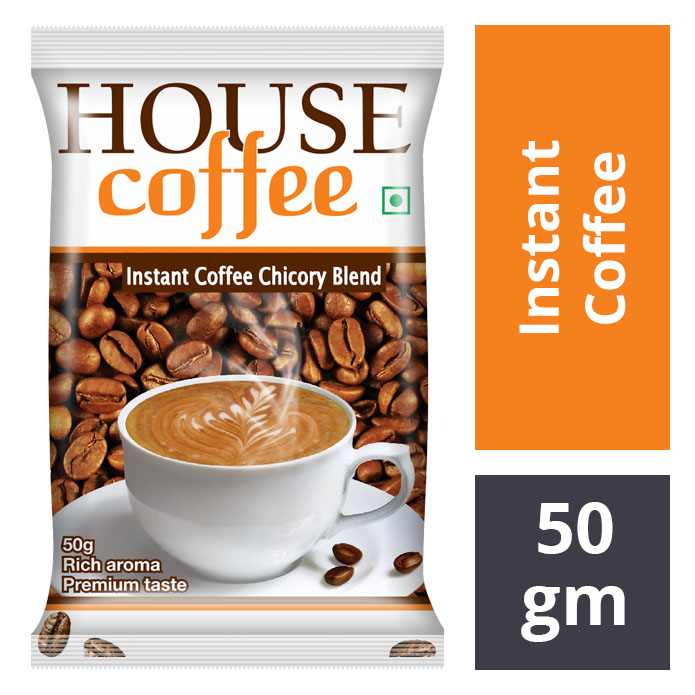 HOUSE
coffee
Instant Coffee Chicory Blend
50g
Rich aroma
Premium taste
Instant
Coffee
50
gm